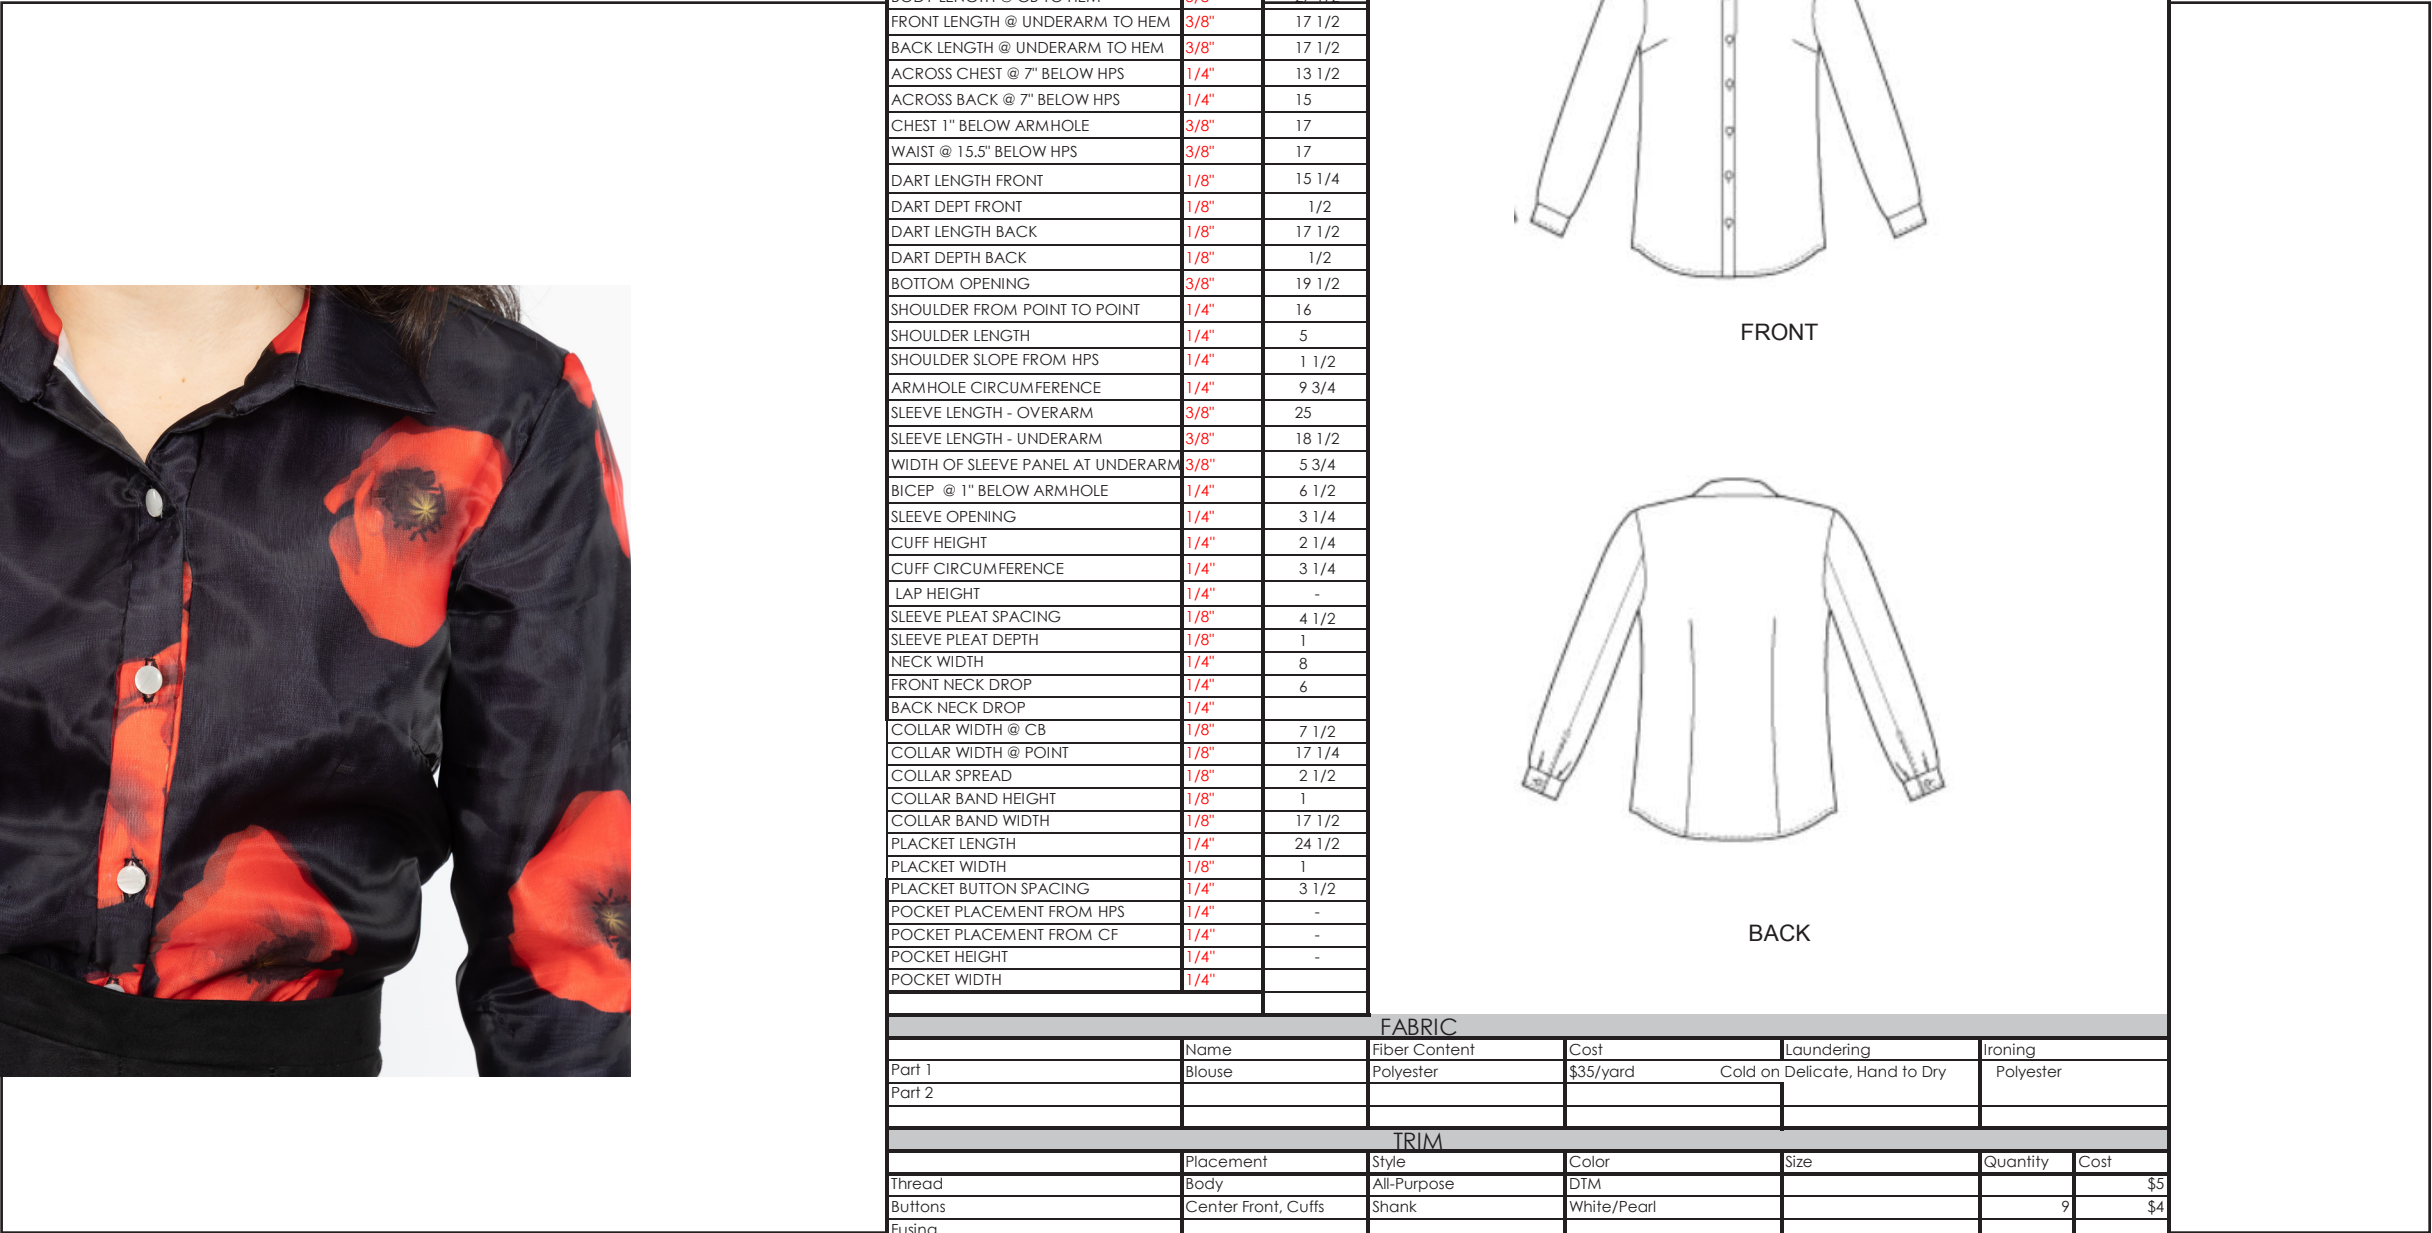 FRONT LENGTH @ UNDERARM TO HEM 3/8" 17 1/2
BACK LENGTH @ UNDERARM TO HEM 3/8" 17 1/2
ACROSS CHEST @ 7" BELOW HPS 1/4" 13 1/2
ACROSS BACK @ 7" BELOW HPS 1/4" 15
CHEST 1" BELOW ARMHOLE 3/8" 17
WAIST @ 15.5" BELOW HPS 3/8" 17
DART LENGTH FRONT 1/8" 15 1/4
DART DEPT FRONT 1/8" 1/2
DART LENGTH BACK 1/8" 17 1/2
DART DEPTH BACK 1/8" 1/2
BOTTOM OPENING 3/8" 19 1/2
SHOULDER FROM POINT TO POINT 1/4" 16
SHOULDER LENGTH 1/4" 5
SHOULDER SLOPE FROM HPS 1/4" 1 1/2
ARMHOLE CIRCUMFERENCE 1/4" 9 3/4
SLEEVE LENGTH - OVERARM 3/8" 25
SLEEVE LENGTH - UNDERARM 3/8" 18 1/2
WIDTH OF SLEEVE PANEL AT UNDERARM 3/8" 5 3/4
BICEP @ 1" BELOW ARMHOLE 1/4" 6 1/2
SLEEVE OPENING 1/4" 3 1/4
CUFF HEIGHT 1/4" 2 1/4
CUFF CIRCUMFERENCE 1/4" 3 1/4
LAP HEIGHT 1/4" -
SLEEVE PLEAT SPACING 1/8" 4 1/2
SLEEVE PLEAT DEPTH 1/8" 1
NECK WIDTH 1/4" 8
FRONT NECK DROP 1/4" 6
BACK NECK DROP 1/4"
COLLAR WIDTH @ CB 1/8" 7 1/2
COLLAR WIDTH @ POINT 1/8" 17 1/4
COLLAR SPREAD 1/8" 2 1/2
COLLAR BAND HEIGHT 1/8" 1
COLLAR BAND WIDTH 1/8" 17 1/2
PLACKET LENGTH 1/4" 24 1/2
PLACKET WIDTH 1/8" 1
PLACKET BUTTON SPACING 1/4" 3 1/2
POCKET PLACEMENT FROM HPS 1/4" -
POCKET PLACEMENT FROM CF 1/4" -
POCKET HEIGHT 1/4" -
POCKET WIDTH 1/4"
FRONT
BACK
FABRIC
Name Fiber Content Cost Laundering Ironing
Part 1 Blouse Polyester $35/yard Cold on Delicate, Hand to Dry Polyester
Part 2
TRIM
Placement Style Color Size Quantity Cost
Thread Body All-Purpose DTM $5
Buttons Center Front, Cuffs Shank White/Pearl 9 $4
Fusing